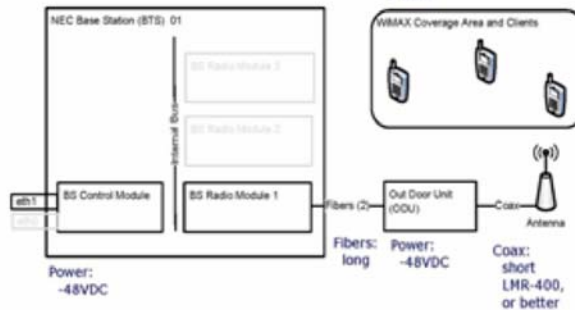 NEC Base Station (BTS) 01
WiMAX Coverage Area and Clients
BS Radio Module 3
BS Radio Module 2
Internal Bus
eth1
eth0
BS Control Module
BS Radio Module 1
Fibers (2)
Out Door Unit
(ODU)
Coax
Antenna
Power:
-48VDC
Fibers:
long
Power:
-48VDC
Coax:
short
LMR-400,
or better